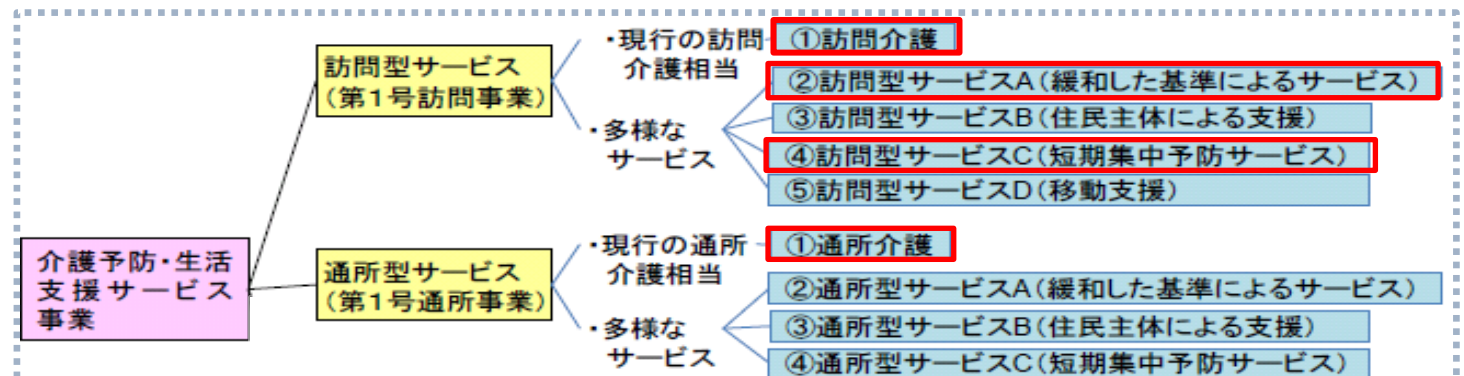 訪問型サービス
(第1号訪問事業)
・現行の訪問
介護相当
①訪問介護
・多様な
サービス
②訪問型サービスA(緩和した基準によるサービス)
③訪問型サービスB(住民主体による支援)
④訪問型サービスC(短期集中予防サービス)
⑤訪問型サービスD(移動支援)
介護予防・生活
支援サービス
事業
通所型サービス
(第1号通所事業)
・現行の通所
介護相当
①通所介護
・多様な
サービス
②通所型サービスA(緩和した基準によるサービス)
③通所型サービスB(住民主体による支援)
④通所型サービスC(短期集中予防サービス)